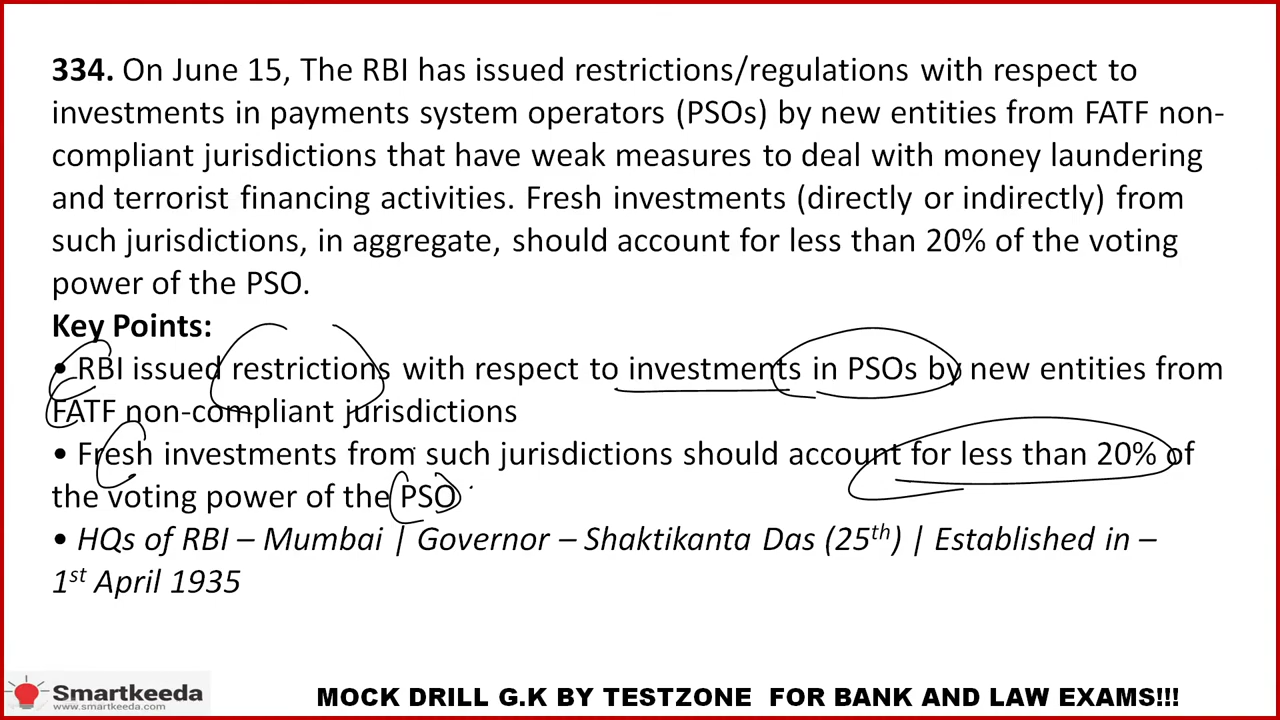 334. On June 15, The RBI has issued restrictions/regulations with respect to
investments in payments system operators (PSOs) by new entities from FATF non-
compliant jurisdictions that have weak measures to deal with money laundering
and terrorist financing activities. Fresh investments (directly or indirectly) from
such jurisdictions, in aggregate, should account for less than 20% of the voting
power of the PSO.
Key Points:
• RBI issued restrictions with respect to investments in PSOs by new entities from
FATF non-compliant jurisdictions
• Fresh investments from such jurisdictions should account for less than 20% of
the voting power of the PSO
• HQs of RBI – Mumbai | Governor – Shaktikanta Das (25th) | Established in –
1st April 1935
Smartkeeda
www.smartkeeda.com
MOCK DRILL G.K BY TESTZONE FOR BANK AND LAW EXAMS!!!